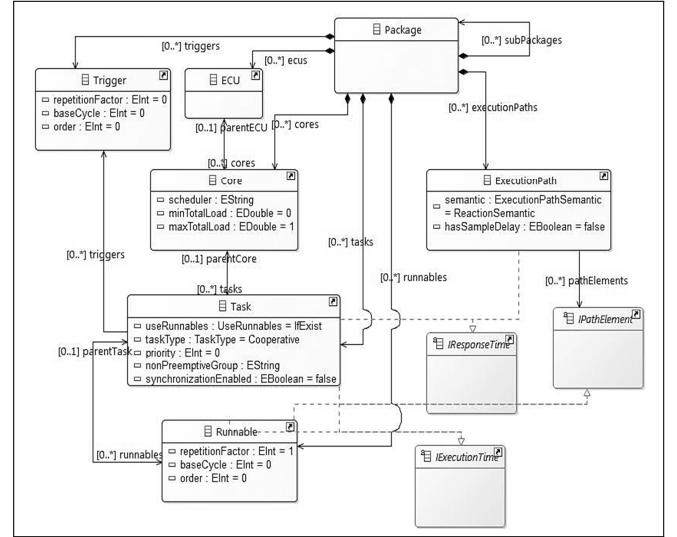 Package
[0..*] triggers
[0..*] subPackages
[0..*] ecus
Trigger
repetitionFactor : EInt = 0
baseCycle : EInt = 0
order : EInt = 0
ECU
[0..*] executionPaths
[0..1] parentECU
[0..*] cores
[0..*] cores
Core
scheduler : EString
minTotalLoad : EDouble = 0
maxTotalLoad : EDouble = 1
ExecutionPath
semantic : ExecutionPathSemantic
= ReactionSemantic
hasSampleDelay : EBoolean = false
[0..*] triggers
[0..1] parentCore
[0..*] tasks
[0..*] tasks
[0..*] runnables
[0..*] pathElements
Task
useRunnables : UseRunnables = IfExist
taskType : TaskType = Cooperative
priority : EInt = 0
nonPreemptiveGroup : EString
synchronizationEnabled : EBoolean = false
IPathElement
IResponseTime
[0..1] parentTask
Runnable
repetitionFactor : EInt = 1
baseCycle : EInt = 0
order : EInt = 0
[0..*] runnables
IExecutionTime